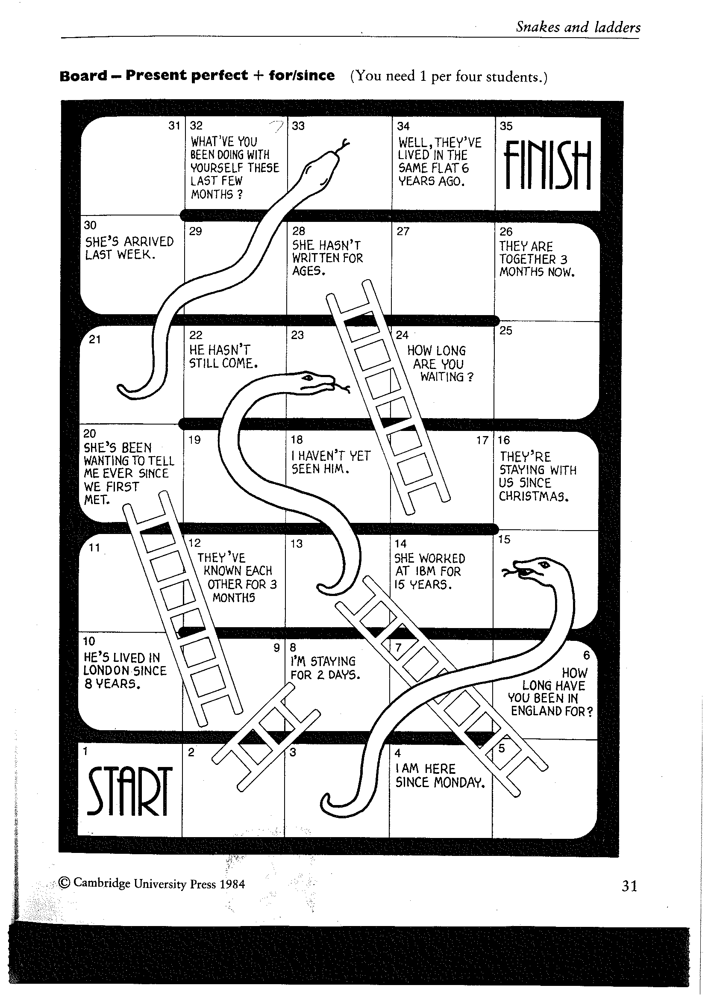 Snakes and ladders
Board – Present perfect + for/since (You need 1 per four students.)
31
32
WHAT'VE YOU
BEEN DOING WITH
YOURSELF THESE
LAST FEW
MONTHS ?
33
34
WELL, THEY'VE
LIVED IN THE
SAME FLAT 6
YEARS AGO.
35
FINISH
30
SHE'S ARRIVED
LAST WEEK.
29
28
SHE HASN'T
WRITTEN FOR
AGES.
27
26
THEY ARE
TOGETHER 3
MONTHS NOW.
21
22
HE HASN'T
STILL COME.
23
24
HOW LONG
ARE YOU
WAITING ?
25
20
SHE'S BEEN
WANTING TO TELL
ME EVER SINCE
WE FIRST
MET.
19
18
I HAVEN'T YET
SEEN HIM.
17
16
THEY'RE
STAYING WITH
US SINCE
CHRISTMAS.
11
12
THEY'VE
KNOWN EACH
OTHER FOR 3
MONTHS
13
14
SHE WORKED
AT IBM FOR
15 YEARS.
15
10
HE'S LIVED IN
LONDON SINCE
8 YEARS.
9
8
I'M STAYING
FOR 2 DAYS.
7
6
HOW
LONG HAVE
YOU BEEN IN
ENGLAND FOR?
1
START
2
3
4
I AM HERE
SINCE MONDAY.
5
© Cambridge University Press 1984
31